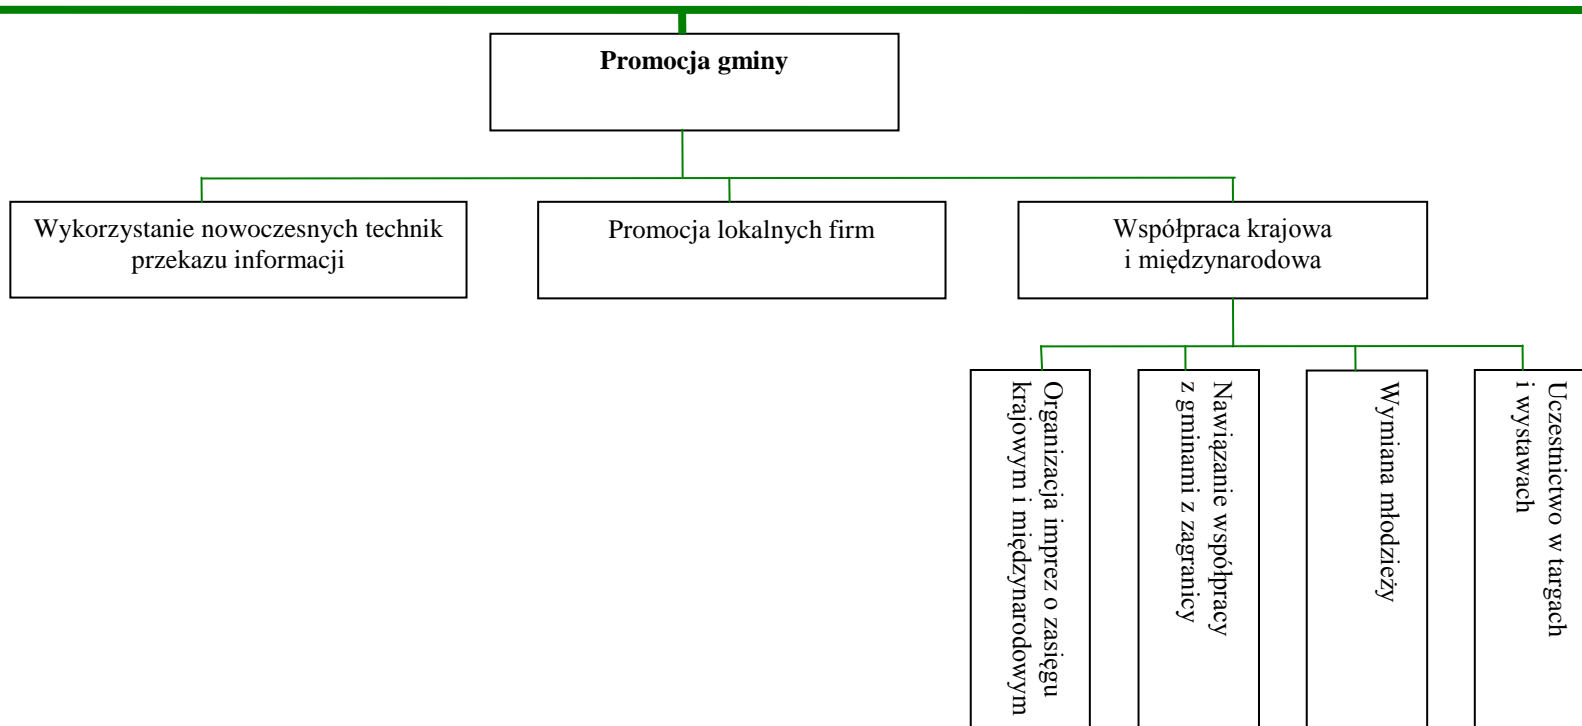 Promocja gminy
Wykorzystanie nowoczesnych technik
przekazu informacji
Promocja lokalnych firm
Współpraca krajowa
i międzynarodowa
Organizacja imprez o zasięgu
krajowym i międzynarodowym
Nawiązanie współpracy
z gminami z zagranicy
Wymiana młodzieży
Uczestnictwo w targach
i wystawach